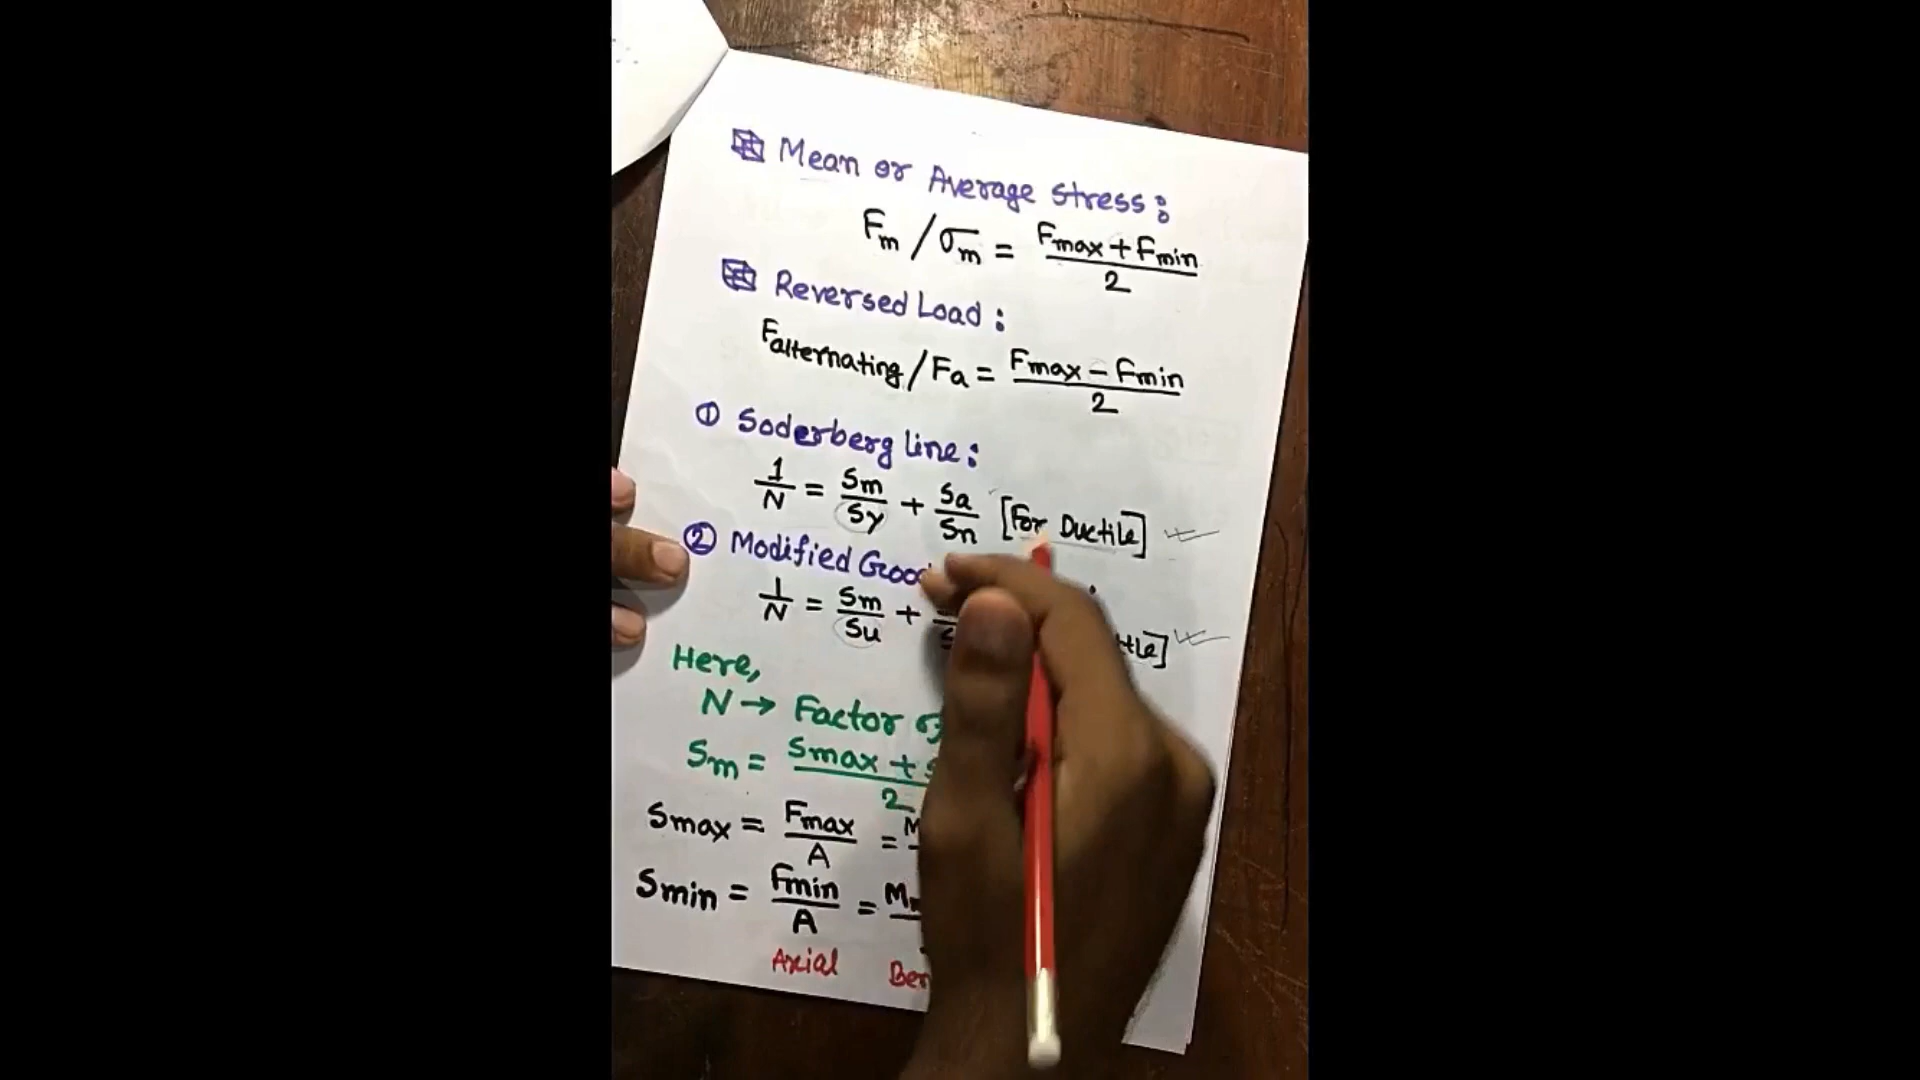 Mean or Average stress:
Fm / σm = Fmax + Fmin / 2
Reversed Load:
Falternating / Fa = Fmax - Fmin / 2
① Soderberg line:
1/N = Sm/Sy + Sa/Sn [For Ductile]
② Modified
1/N = Sm/Su +
Here,
N → Factor
Sm = Smax + / 2
Smax = Fmax/A =
Smin = Fmin/A =
Axial